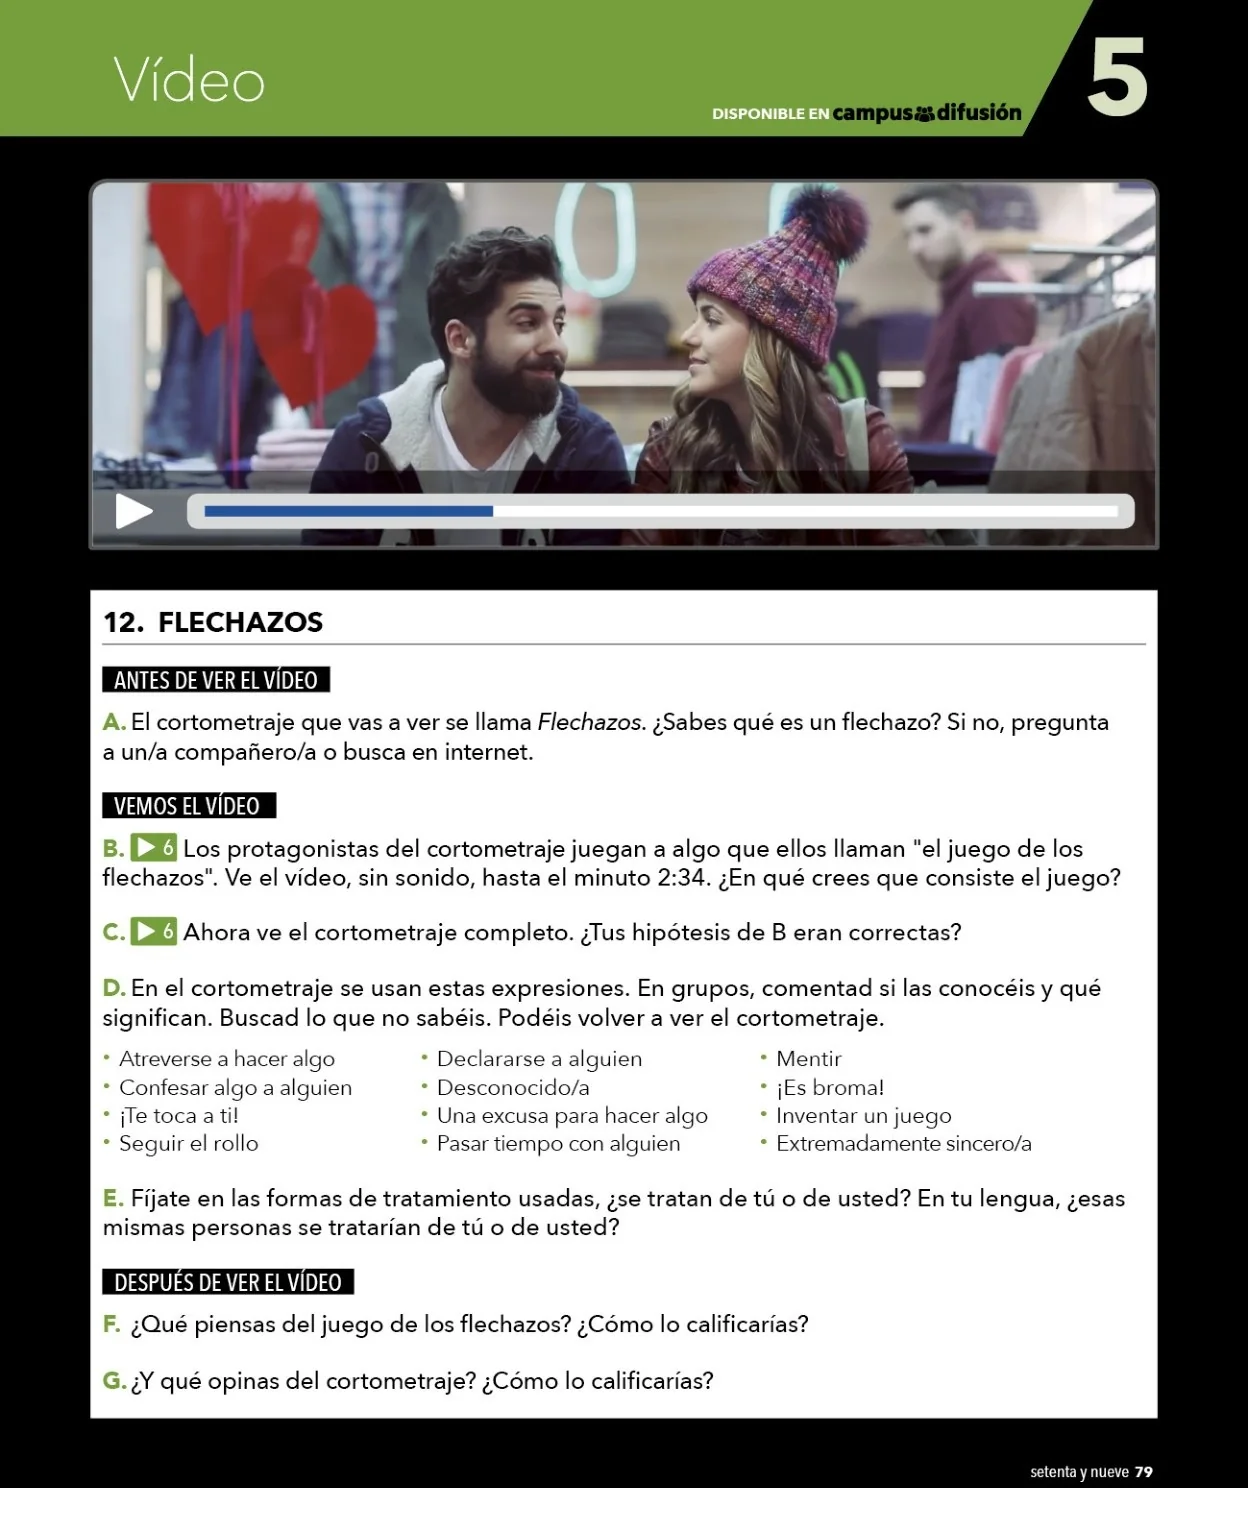 Vídeo
DISPONIBLE EN campus difusión
5
12. FLECHAZOS
ANTES DE VER EL VÍDEO
A. El cortometraje que vas a ver se llama Flechazos. ¿Sabes qué es un flechazo? Si no, pregunta
a un/a compañero/a o busca en internet.
VEMOS EL VÍDEO
B. 6 Los protagonistas del cortometraje juegan a algo que ellos llaman "el juego de los
flechazos". Ve el vídeo, sin sonido, hasta el minuto 2:34. ¿En qué crees que consiste el juego?
C. 6 Ahora ve el cortometraje completo. ¿Tus hipótesis de B eran correctas?
D. En el cortometraje se usan estas expresiones. En grupos, comentad si las conocéis y qué
significan. Buscad lo que no sabéis. Podéis volver a ver el cortometraje.
• Atreverse a hacer algo
• Confesar algo a alguien
• ¡Te toca a ti!
• Seguir el rollo
• Declararse a alguien
• Desconocido/a
• Una excusa para hacer algo
• Pasar tiempo con alguien
• Mentir
• ¡Es broma!
• Inventar un juego
• Extremadamente sincero/a
E. Fíjate en las formas de tratamiento usadas, ¿se tratan de tú o de usted? En tu lengua, ¿esas
mismas personas se tratarían de tú o de usted?
DESPUÉS DE VER EL VÍDEO
F. ¿Qué piensas del juego de los flechazos? ¿Cómo lo calificarías?
G. ¿Y qué opinas del cortometraje? ¿Cómo lo calificarías?
setenta y nueve 79